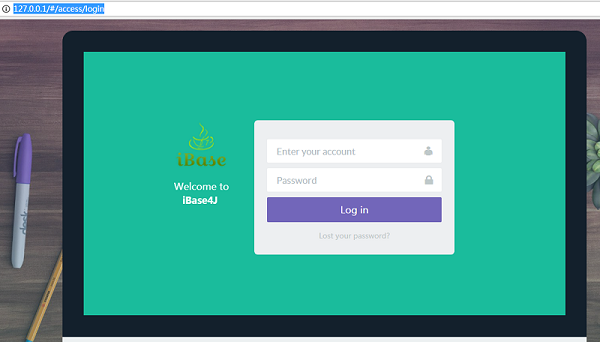 127.0.0.1/#/access/login
iBase
Welcome to
iBase4J
Enter your account
Password
Log in
Lost your password?